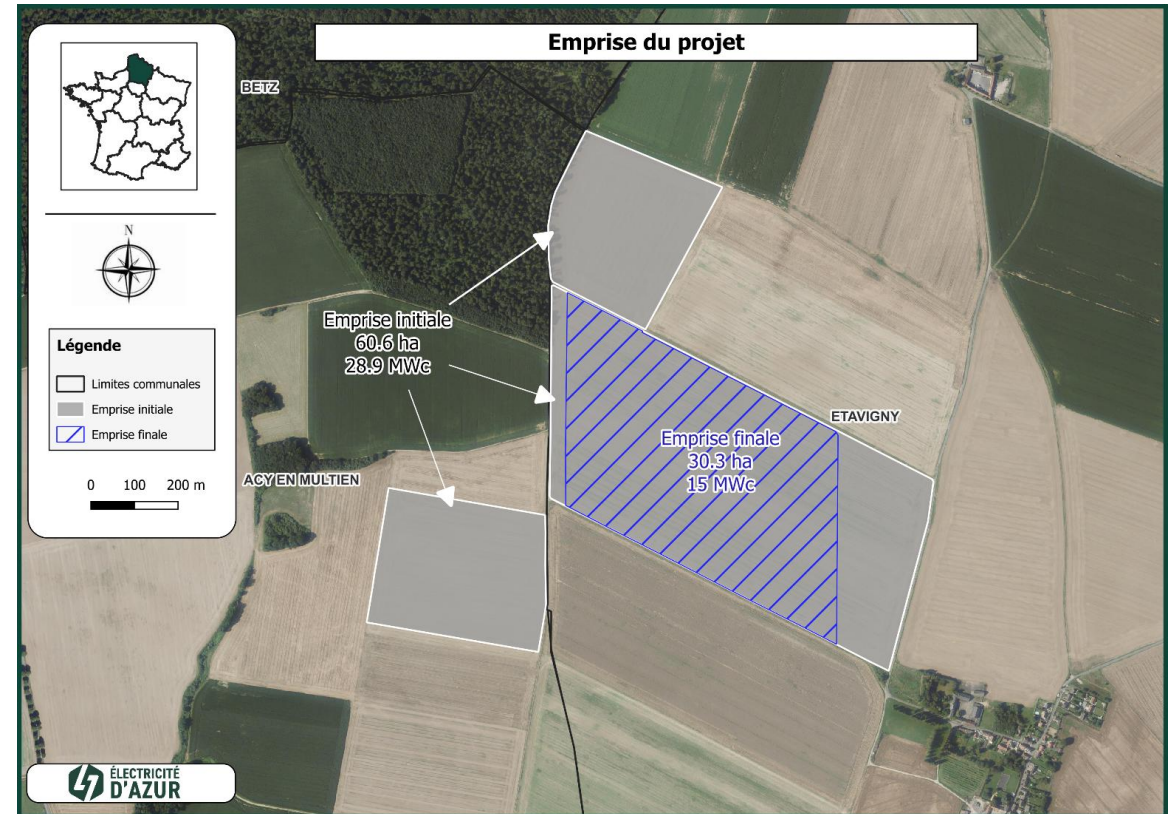 Emprise du projet
BETZ
N
Emprise initiale
60.6 ha
28.9 MWc
Légende
Limites communales
Emprise initiale
Emprise finale
ETAVIGNY
Emprise finale
30.3 ha
15 MWc
ACY EN MULTIEN
0 100 200 m
ÉLECTRICITÉ
D'AZUR